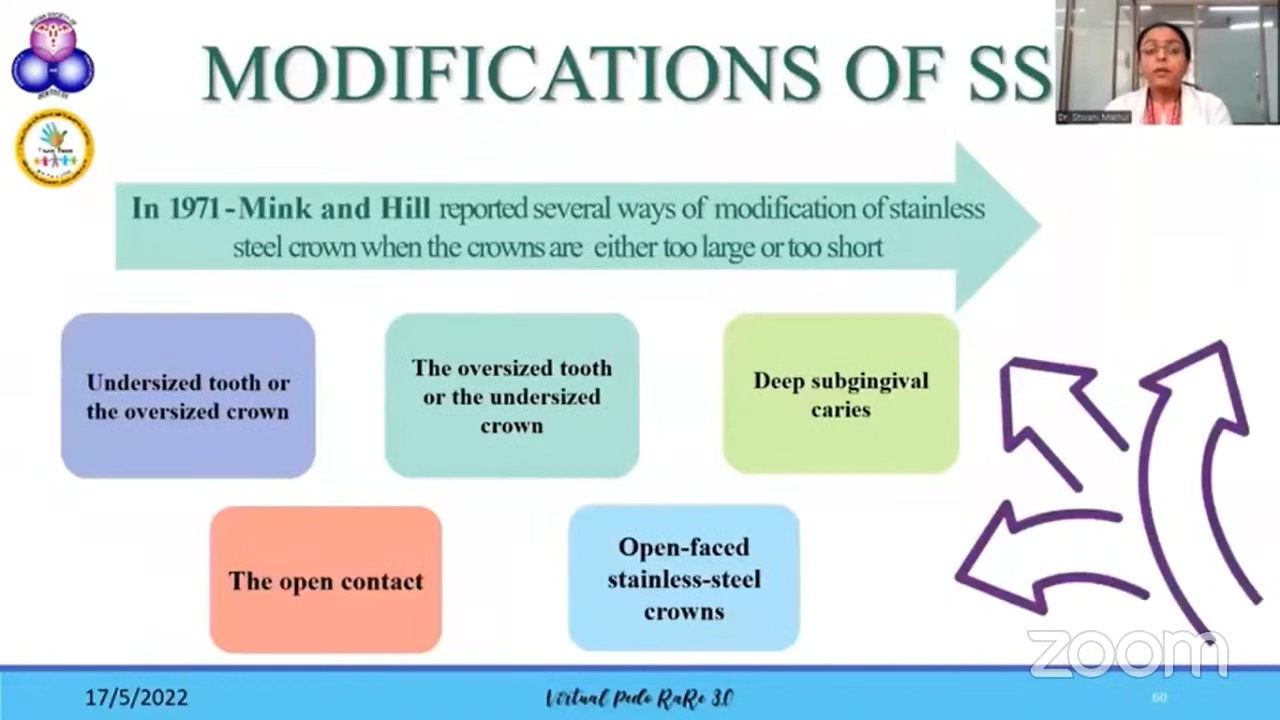 MODIFICATIONS OF SS
In 1971-Mink and Hill reported several ways of modification of stainless
steel crown when the crowns are either too large or too short
Undersized tooth or
the oversized crown
The oversized tooth
or the undersized
crown
Deep subgingival
caries
The open contact
Open-faced
stainless-steel
crowns
zoom
17/5/2022
Virtual Pedo RaRe 3.0
60